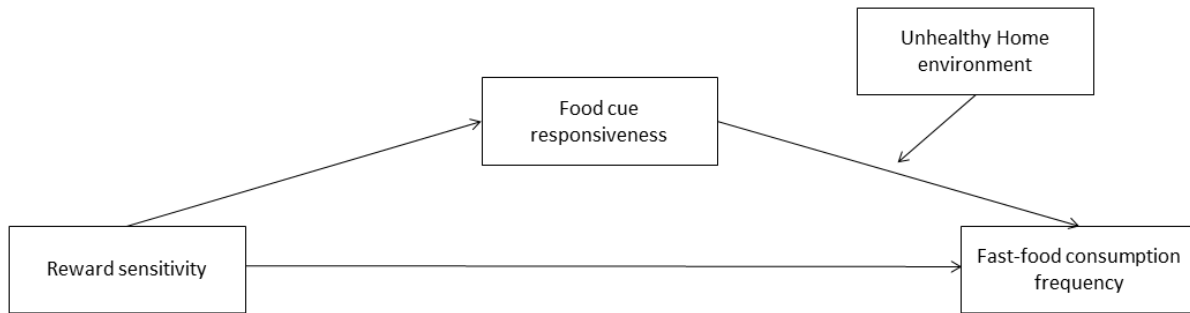 Unhealthy Home
environment
Food cue
responsiveness
Reward sensitivity
Fast-food consumption
frequency